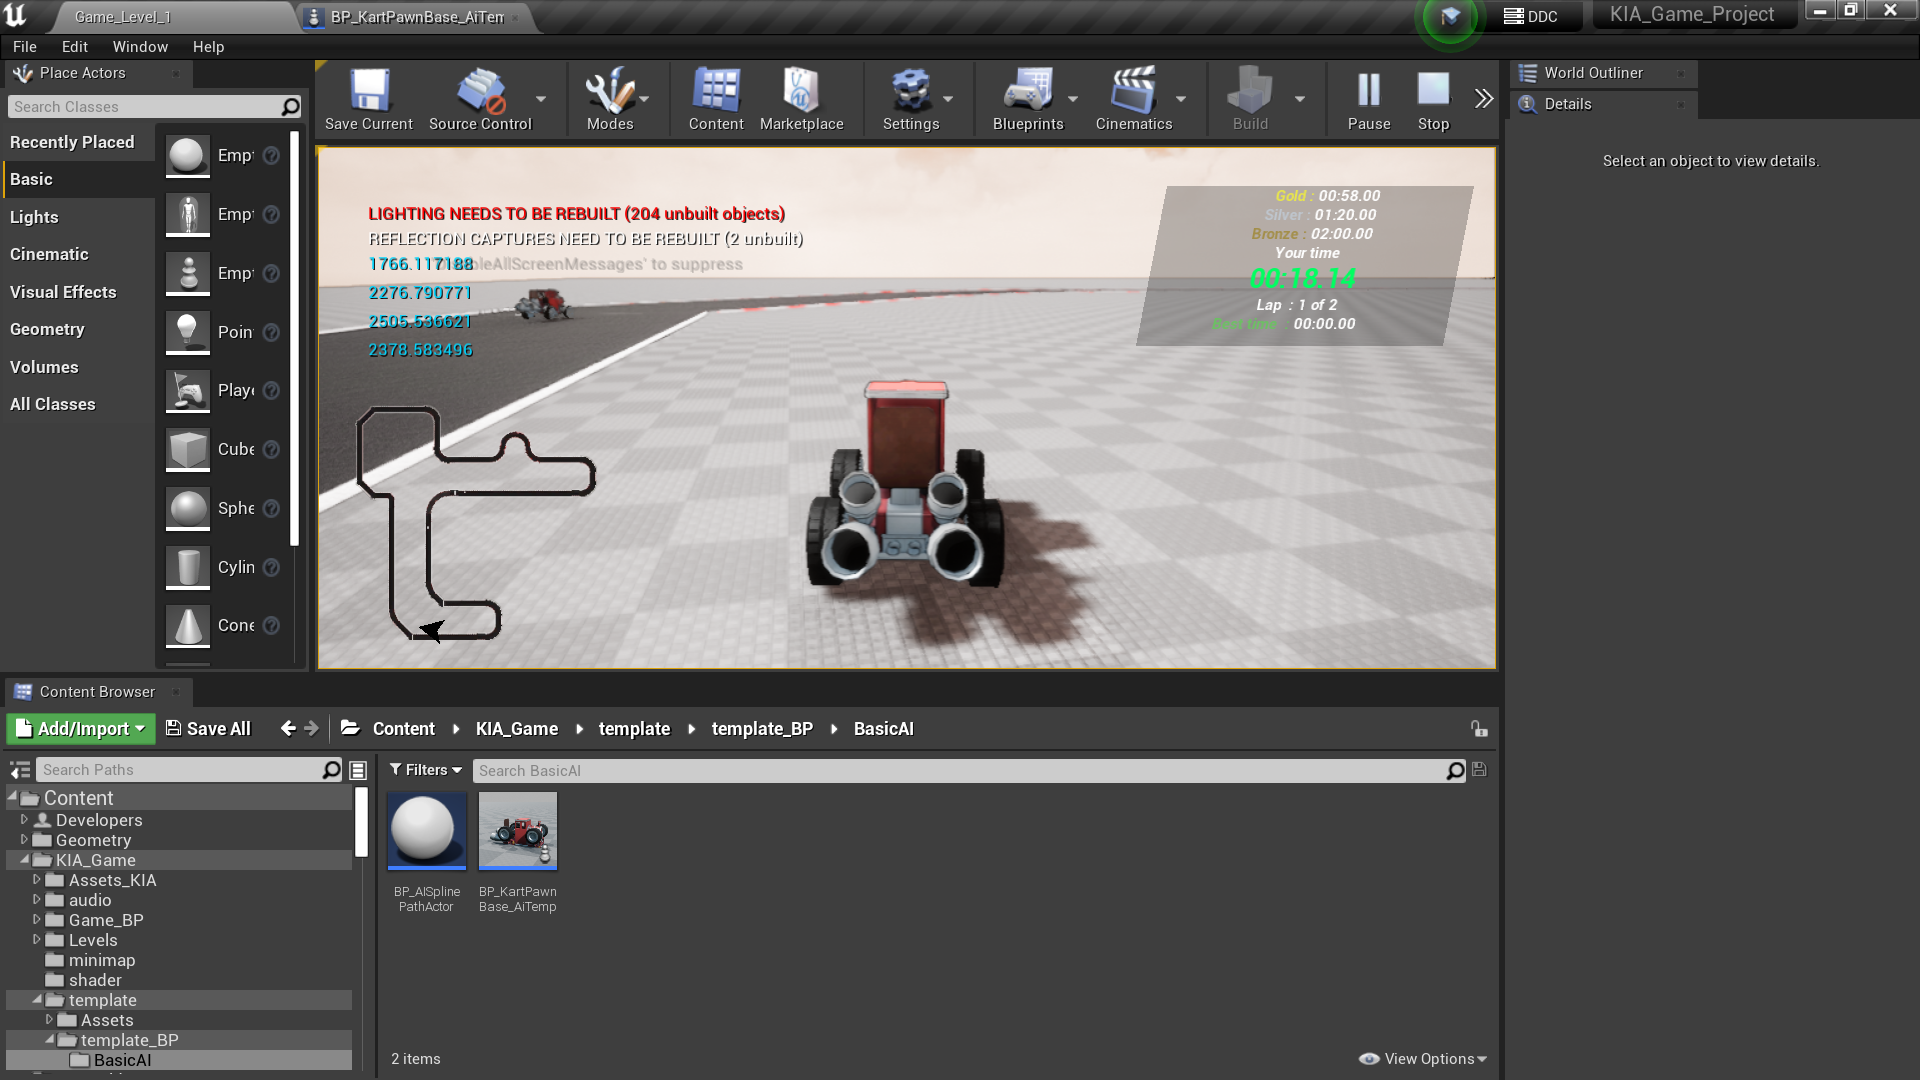 Game_Level_1
BP_KartPawnBase_AiTem
DDC
KIA_Game_Project
File Edit Window Help
Place Actors
Search Classes
Recently Placed
Basic
Lights
Cinematic
Visual Effects
Geometry
Volumes
All Classes
Emp
Emp
Emp
Poin
Playe
Cube
Sphe
Cylin
Cone
Save Current
Source Control
Modes
Content
Marketplace
Settings
Blueprints
Cinematics
Build
Pause
Stop
World Outliner
Details
Select an object to view details.
LIGHTING NEEDS TO BE REBUILT (204 unbuilt objects)
REFLECTION CAPTURES NEED TO BE REBUILT (2 unbuilt)
1766.117188 bleAllScreenMessages' to suppress
2276.790771
2505.536621
2378.583496
Gold : 00:58.00
Silver : 01:20.00
Bronze : 02:00.00
Your time
00:18.14
Lap : 1 of 2
Best time : 00:00.00
Content Browser
Add/Import
Save All
Content
KIA_Game
template
template_BP
BasicAI
Search Paths
Filters
Search BasicAI
Content
Developers
Geometry
KIA_Game
Assets_KIA
audio
Game_BP
Levels
minimap
shader
template
Assets
template_BP
BasicAI
BP_AISpline
PathActor
BP_KartPawn
Base_AiTemp
2 items
View Options